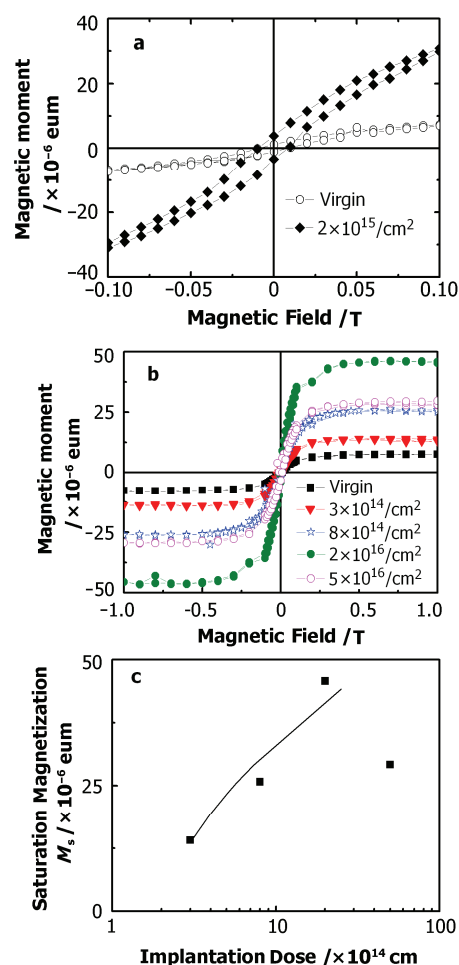 a
40
20
0
−20
−40
Magnetic moment
/×10⁻⁶ eum
Virgin
2×10¹⁵/cm²
−0.10 −0.05 0 0.05 0.10
Magnetic Field /T
b
50
25
0
−25
−50
Magnetic moment
/×10⁻⁶ eum
Virgin
3×10¹⁴/cm²
8×10¹⁴/cm²
2×10¹⁶/cm²
5×10¹⁶/cm²
−1.0 −0.5 0 0.5 1.0
Magnetic Field /T
c
50
25
0
Saturation Magnetization
Ms /×10⁻⁶ eum
1 10 100
Implantation Dose /×10¹⁴ cm